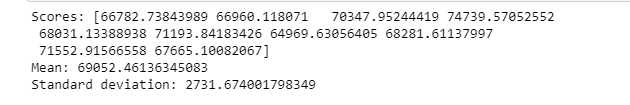 Scores: [66782.73843989 66960.118071 70347.95244419 74739.57052552
68031.13388938 71193.84183426 64969.63056405 68281.61137997
71552.91566558 67665.10082067]
Mean: 69052.46136345083
Standard deviation: 2731.674001798349